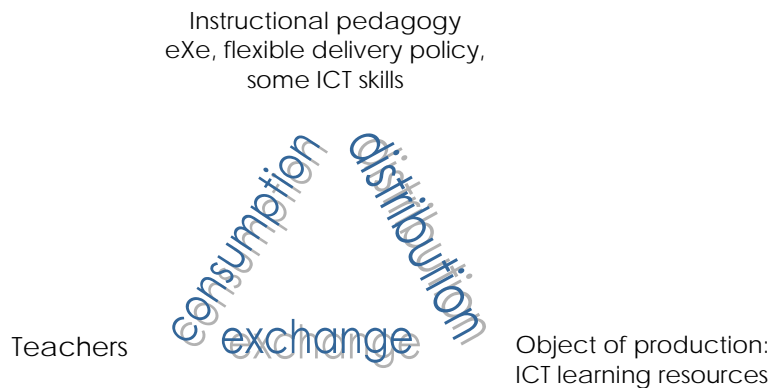 Instructional pedagogy
eXe, flexible delivery policy,
some ICT skills
consumption
distribution
exchange
Teachers
Object of production:
ICT learning resources